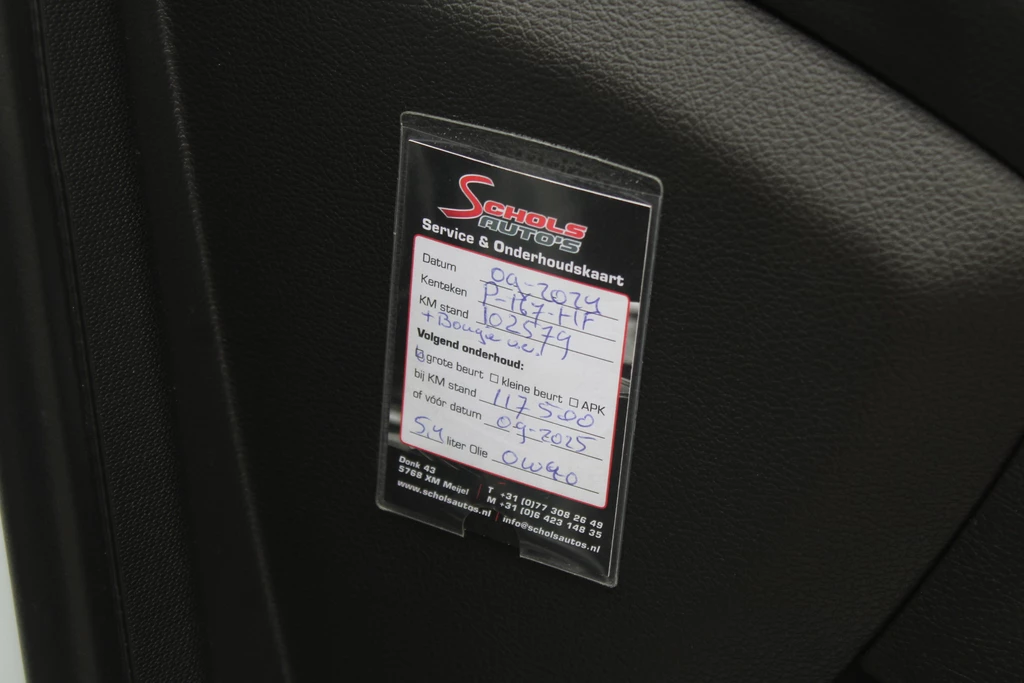 SCHOLS
AUTO'S
Service & Onderhoudskaart
Datum 09-2024
Kenteken P-167-HF
KM stand 102579
+ Bougie
Volgend onderhoud:
grote beurt ☐ kleine beurt ☐ APK
bij KM stand 117500
of vóór datum 09-2025
5,4 liter Olie
Donk 43
5768 XM Meijel
www.scholsautos.nl
T +31 (0)77 308 26 49
M +31 (0)6 423 148 35
info@scholsautos.nl